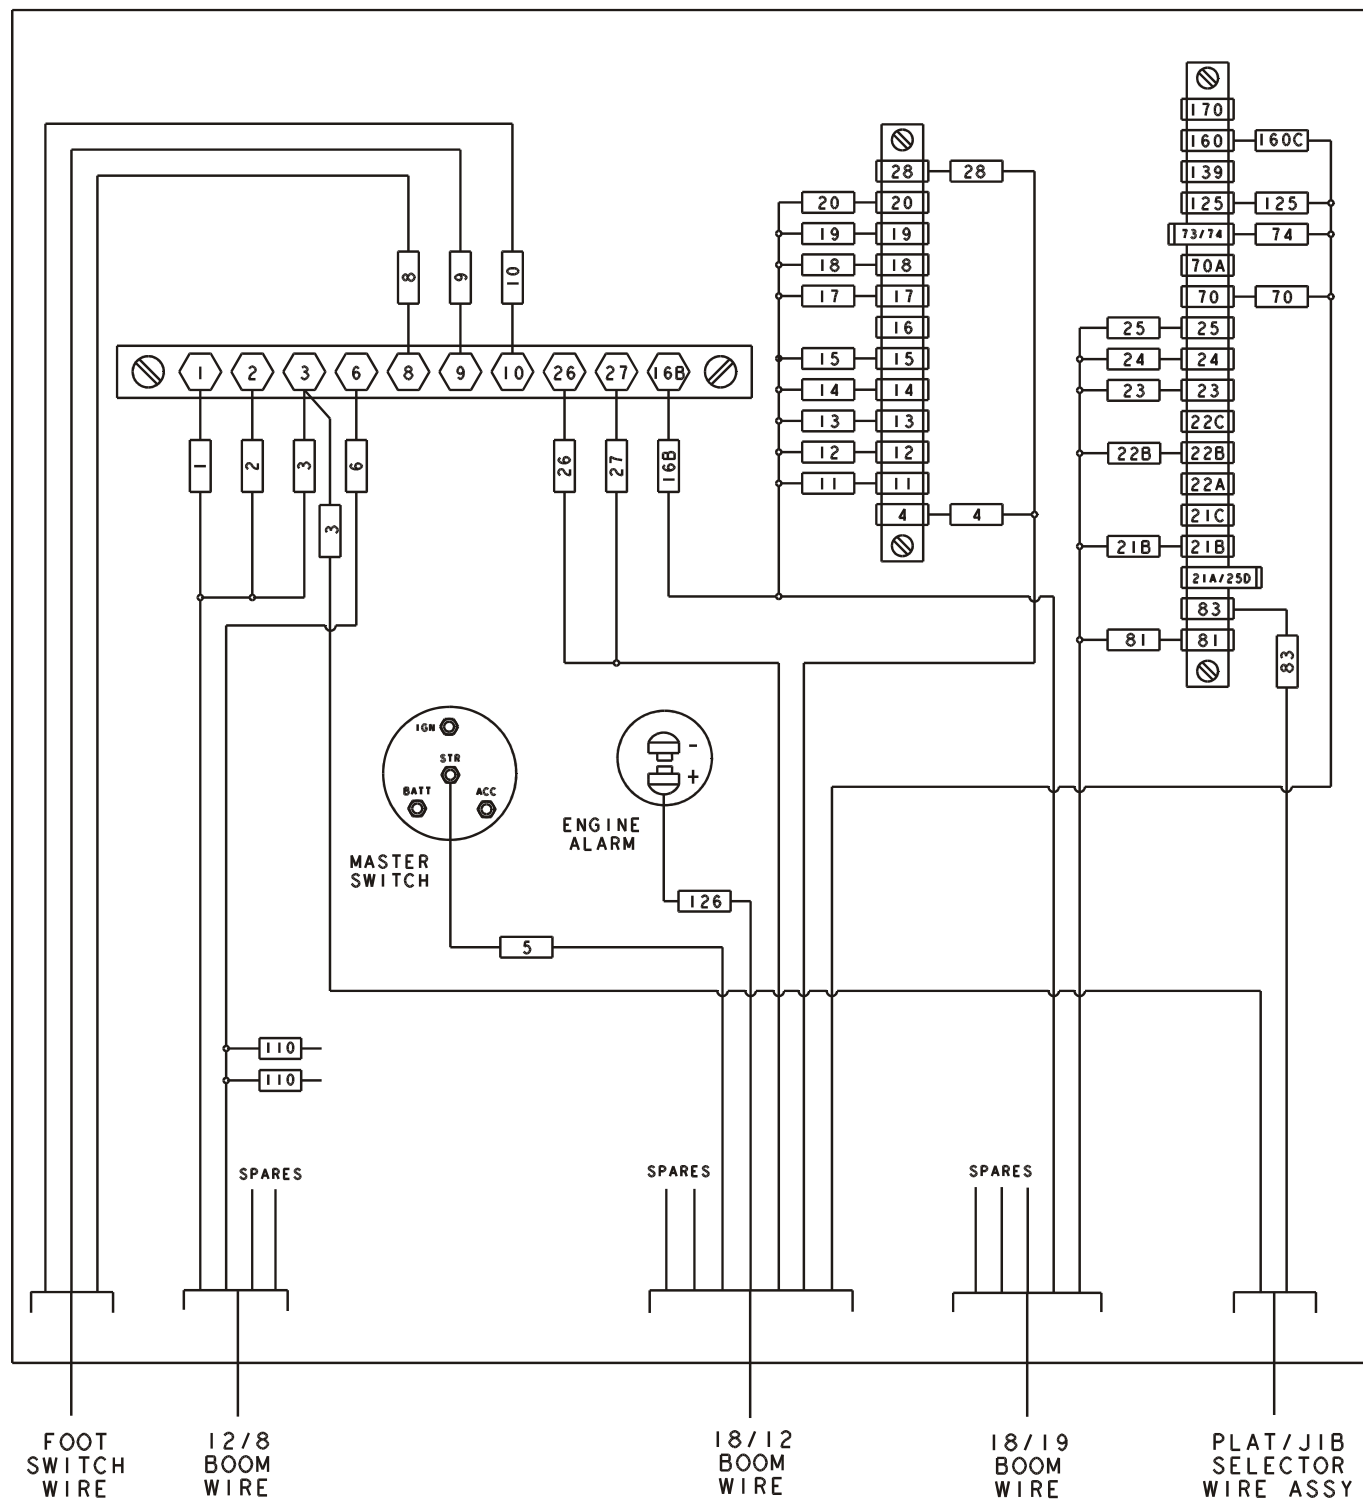 170
160 160C
139
125 125
73/74 74
70A
70 70
25 25
24 24
23 23
22C
22B 22B
22A
21C
21B 21B
21A/25D
83
81 81
83
28 28
20 20
19 19
18 18
17 17
16
15 15
14 14
13 13
12 12
11 11
4 4
8 9 10
1 2 3 6 8 9 10 26 27 16B
1 2 3 6 26 27 16B
3
IGN
STR
BATT ACC
MASTER
SWITCH
-
+
ENGINE
ALARM
126
5
110
110
SPARES
SPARES
SPARES
FOOT
SWITCH
WIRE
12/8
BOOM
WIRE
18/12
BOOM
WIRE
18/19
BOOM
WIRE
PLAT/JIB
SELECTOR
WIRE ASSY